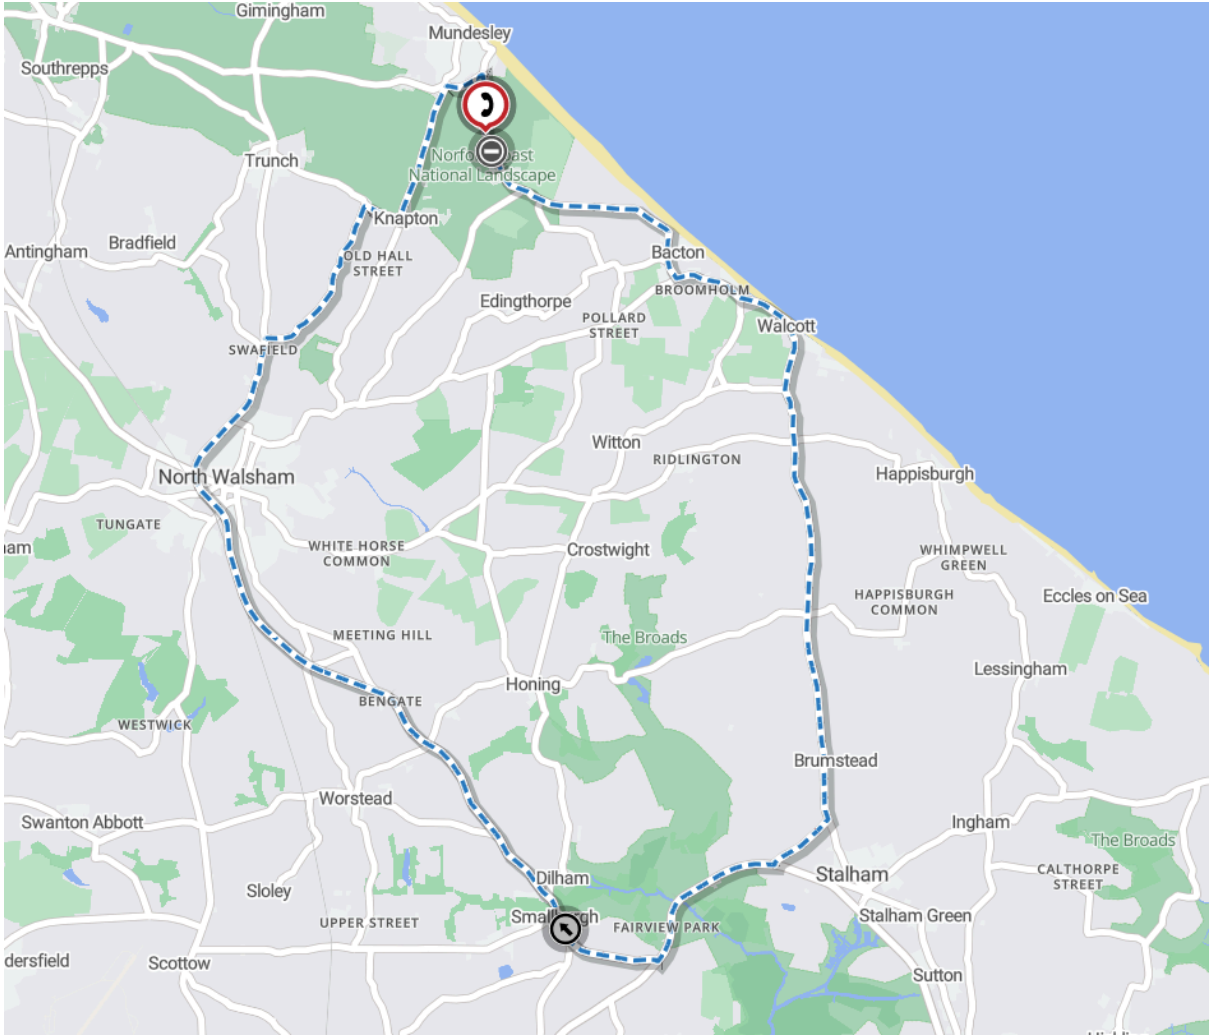 Gimingham
Mundesley
Southrepps
Trunch
Norfolk Coast
National Landscape
Knapton
Bradfield
Antingham
OLD HALL
STREET
Bacton
BROOMHOLM
Edingthorpe
POLLARD
STREET
Walcott
SWAFIELD
Witton
RIDLINGTON
North Walsham
Happisburgh
TUNGATE
am
WHITE HORSE
COMMON
Crostwight
WHIMPWELL
GREEN
HAPPISBURGH
COMMON
Eccles on Sea
MEETING HILL
The Broads
Lessingham
Honing
BENGATE
WESTWICK
Brumstead
Worstead
Swanton Abbott
Ingham
The Broads
CALTHORPE
STREET
Stalham
Dilham
Sloley
Smallburgh
UPPER STREET
FAIRVIEW PARK
Stalham Green
dersfield
Scottow
Sutton